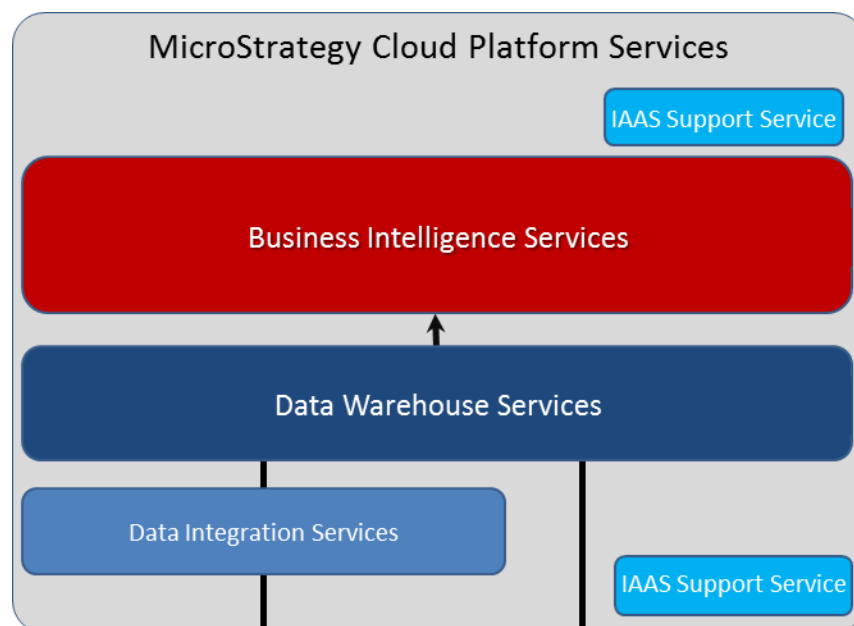 MicroStrategy Cloud Platform Services
IAAS Support Service
Business Intelligence Services
Data Warehouse Services
Data Integration Services
IAAS Support Service